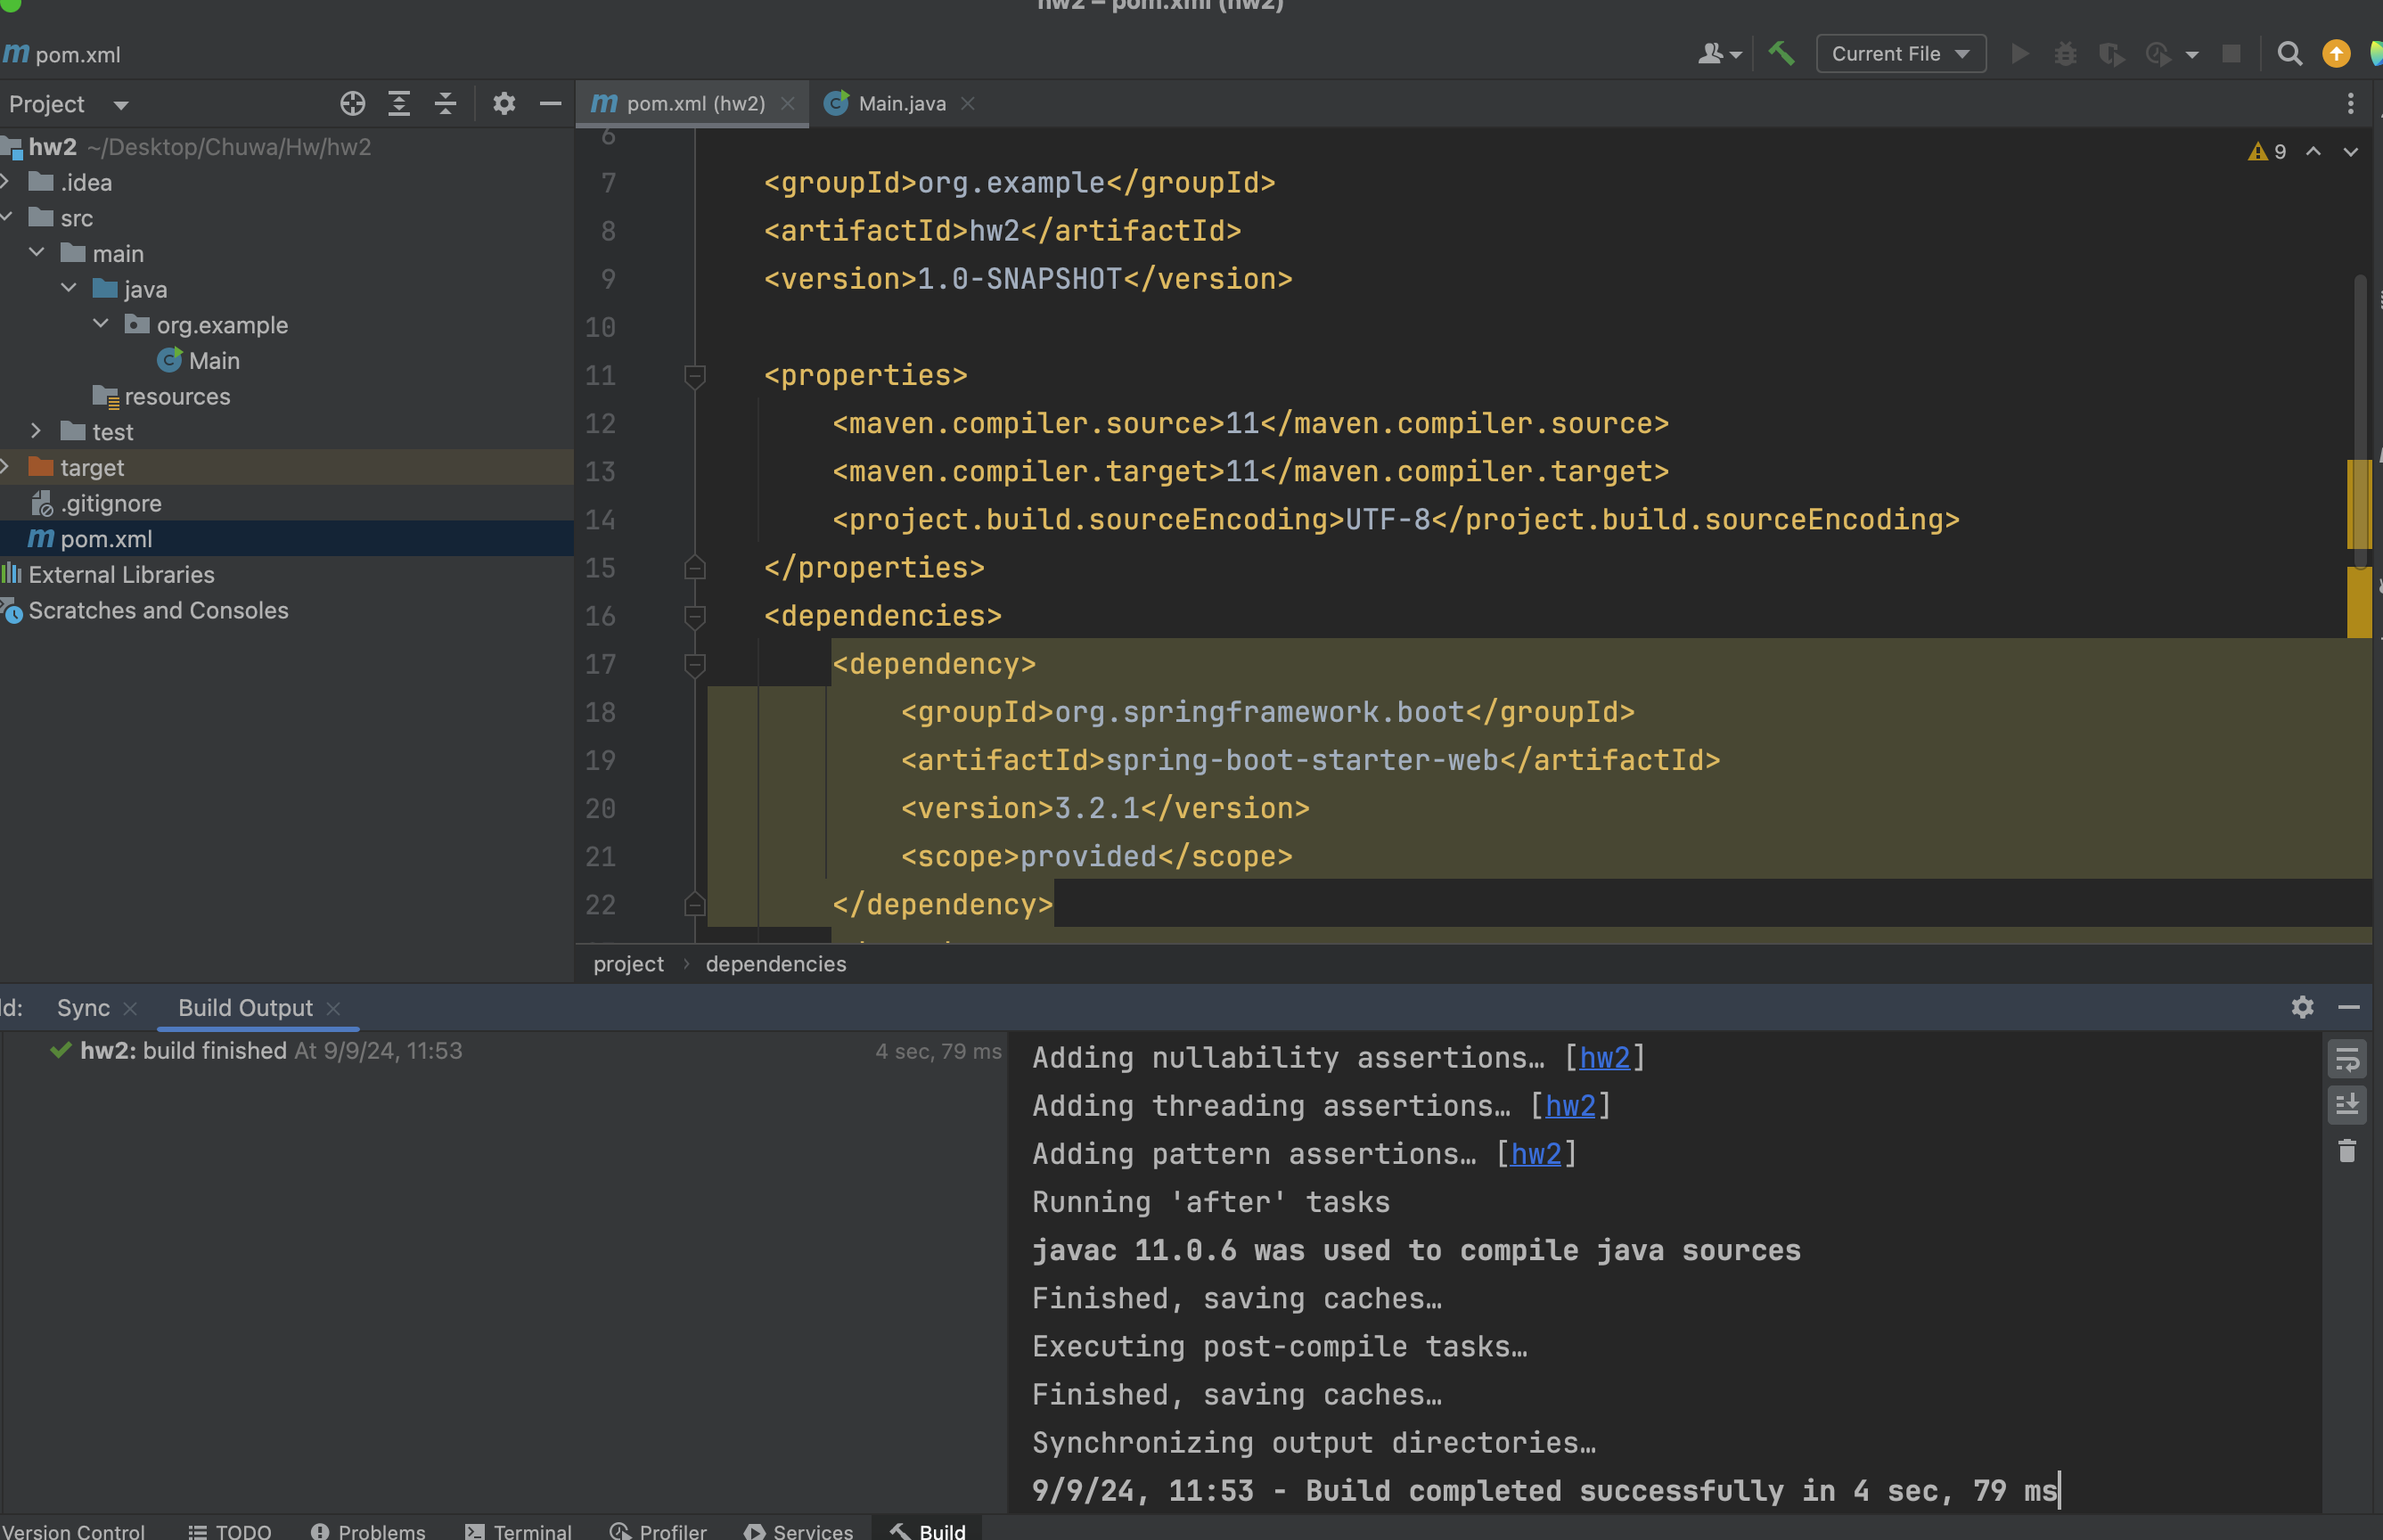 hw2 – pom.xml (hw2)
pom.xml
Current File
Project
pom.xml (hw2)
Main.java
hw2 ~/Desktop/Chuwa/Hw/hw2
.idea
src
main
java
org.example
Main
resources
test
target
.gitignore
pom.xml
External Libraries
Scratches and Consoles
9
6
7 <groupId>org.example</groupId>
8 <artifactId>hw2</artifactId>
9 <version>1.0-SNAPSHOT</version>
10
11 <properties>
12 <maven.compiler.source>11</maven.compiler.source>
13 <maven.compiler.target>11</maven.compiler.target>
14 <project.build.sourceEncoding>UTF-8</project.build.sourceEncoding>
15 </properties>
16 <dependencies>
17 <dependency>
18 <groupId>org.springframework.boot</groupId>
19 <artifactId>spring-boot-starter-web</artifactId>
20 <version>3.2.1</version>
21 <scope>provided</scope>
22 </dependency>
project › dependencies
ld: Sync Build Output
hw2: build finished At 9/9/24, 11:53 4 sec, 79 ms
Adding nullability assertions… [hw2]
Adding threading assertions… [hw2]
Adding pattern assertions… [hw2]
Running 'after' tasks
javac 11.0.6 was used to compile java sources
Finished, saving caches…
Executing post-compile tasks…
Finished, saving caches…
Synchronizing output directories…
9/9/24, 11:53 - Build completed successfully in 4 sec, 79 ms
Version Control TODO Problems Terminal Profiler Services Build